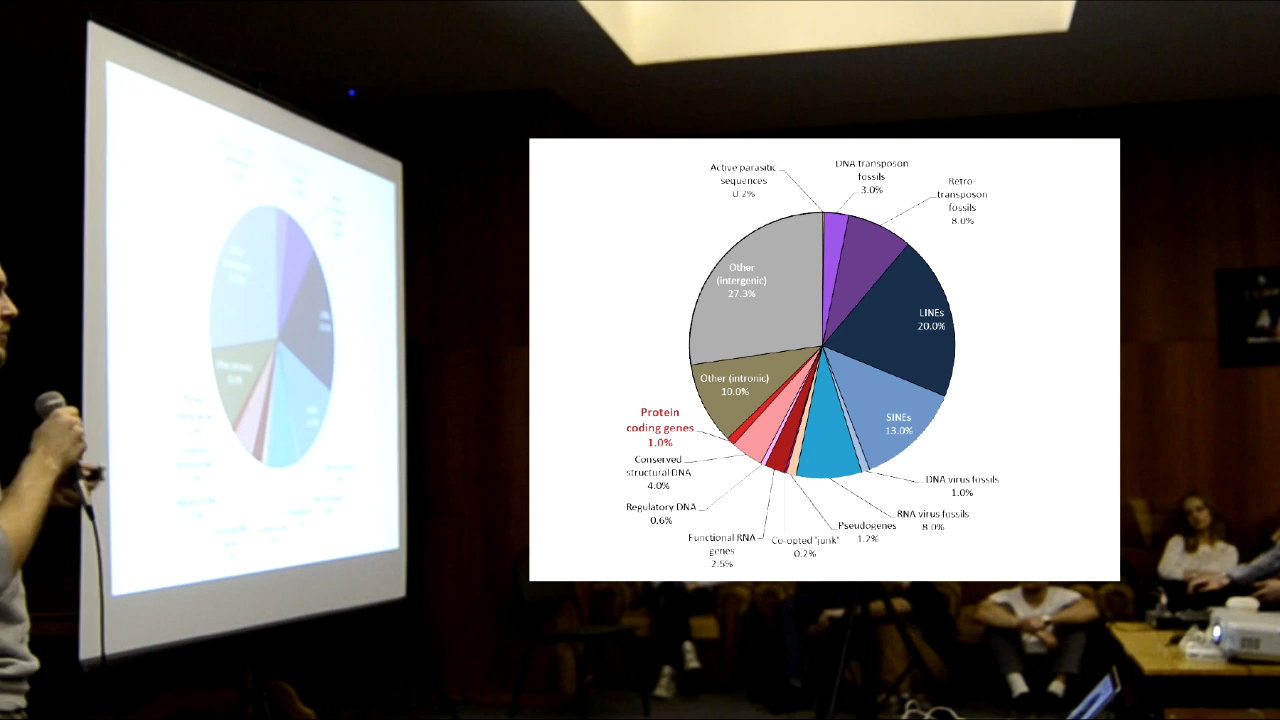 Active parasitic
sequences
0.2%
DNA transposon
fossils
3.0%
Retro-
transposon
fossils
8.0%
LINEs
20.0%
SINEs
13.0%
DNA virus fossils
1.0%
RNA virus fossils
8.0%
Pseudogenes
1.2%
Co-opted 'junk'
0.2%
Functional RNA
genes
2.5%
Regulatory DNA
0.6%
Conserved
structural DNA
4.0%
Protein
coding genes
1.0%
Other (intronic)
10.0%
Other
(intergenic)
27.3%